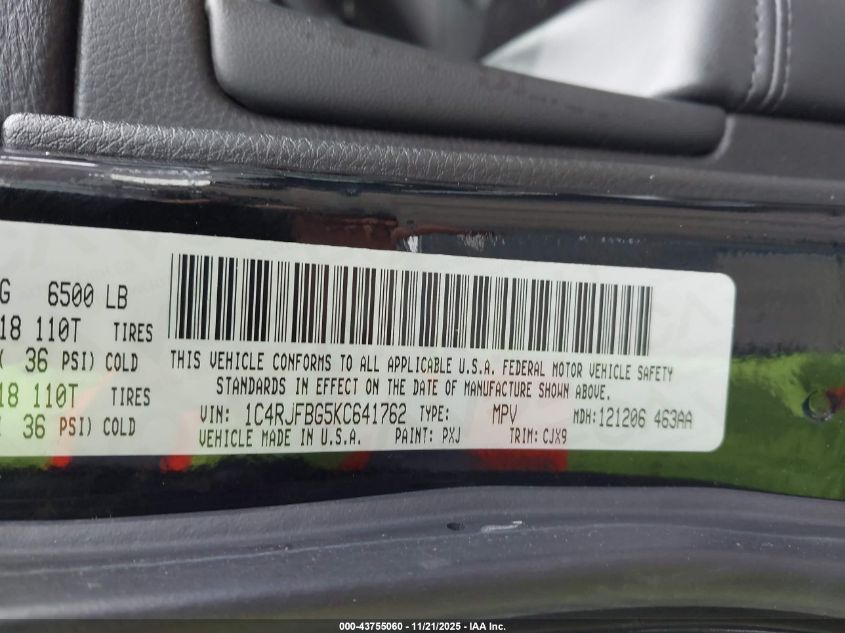 G 6500 LB
18 110T TIRES
( 36 PSI) COLD
18 110T TIRES
( 36 PSI) COLD
THIS VEHICLE CONFORMS TO ALL APPLICABLE U.S.A. FEDERAL MOTOR VEHICLE SAFETY
STANDARDS IN EFFECT ON THE DATE OF MANUFACTURE SHOWN ABOVE.
VIN: 1C4RJFBG5KC641762 TYPE: MPV MDH:121206 463AA
VEHICLE MADE IN U.S.A. PAINT: PXJ TRIM: CJX9
000-43755060 - 11/21/2025 - IAA Inc.